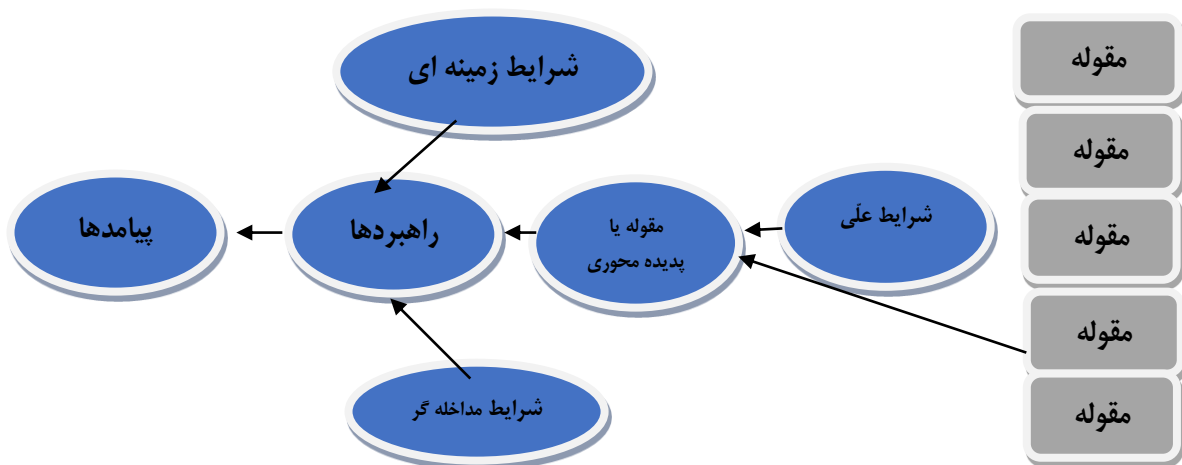 شرایط زمینه ای
مقوله
مقوله
مقوله
مقوله
مقوله
شرایط علّی
مقوله یا
پدیده محوری
راهبردها
پیامدها
شرایط مداخله گر